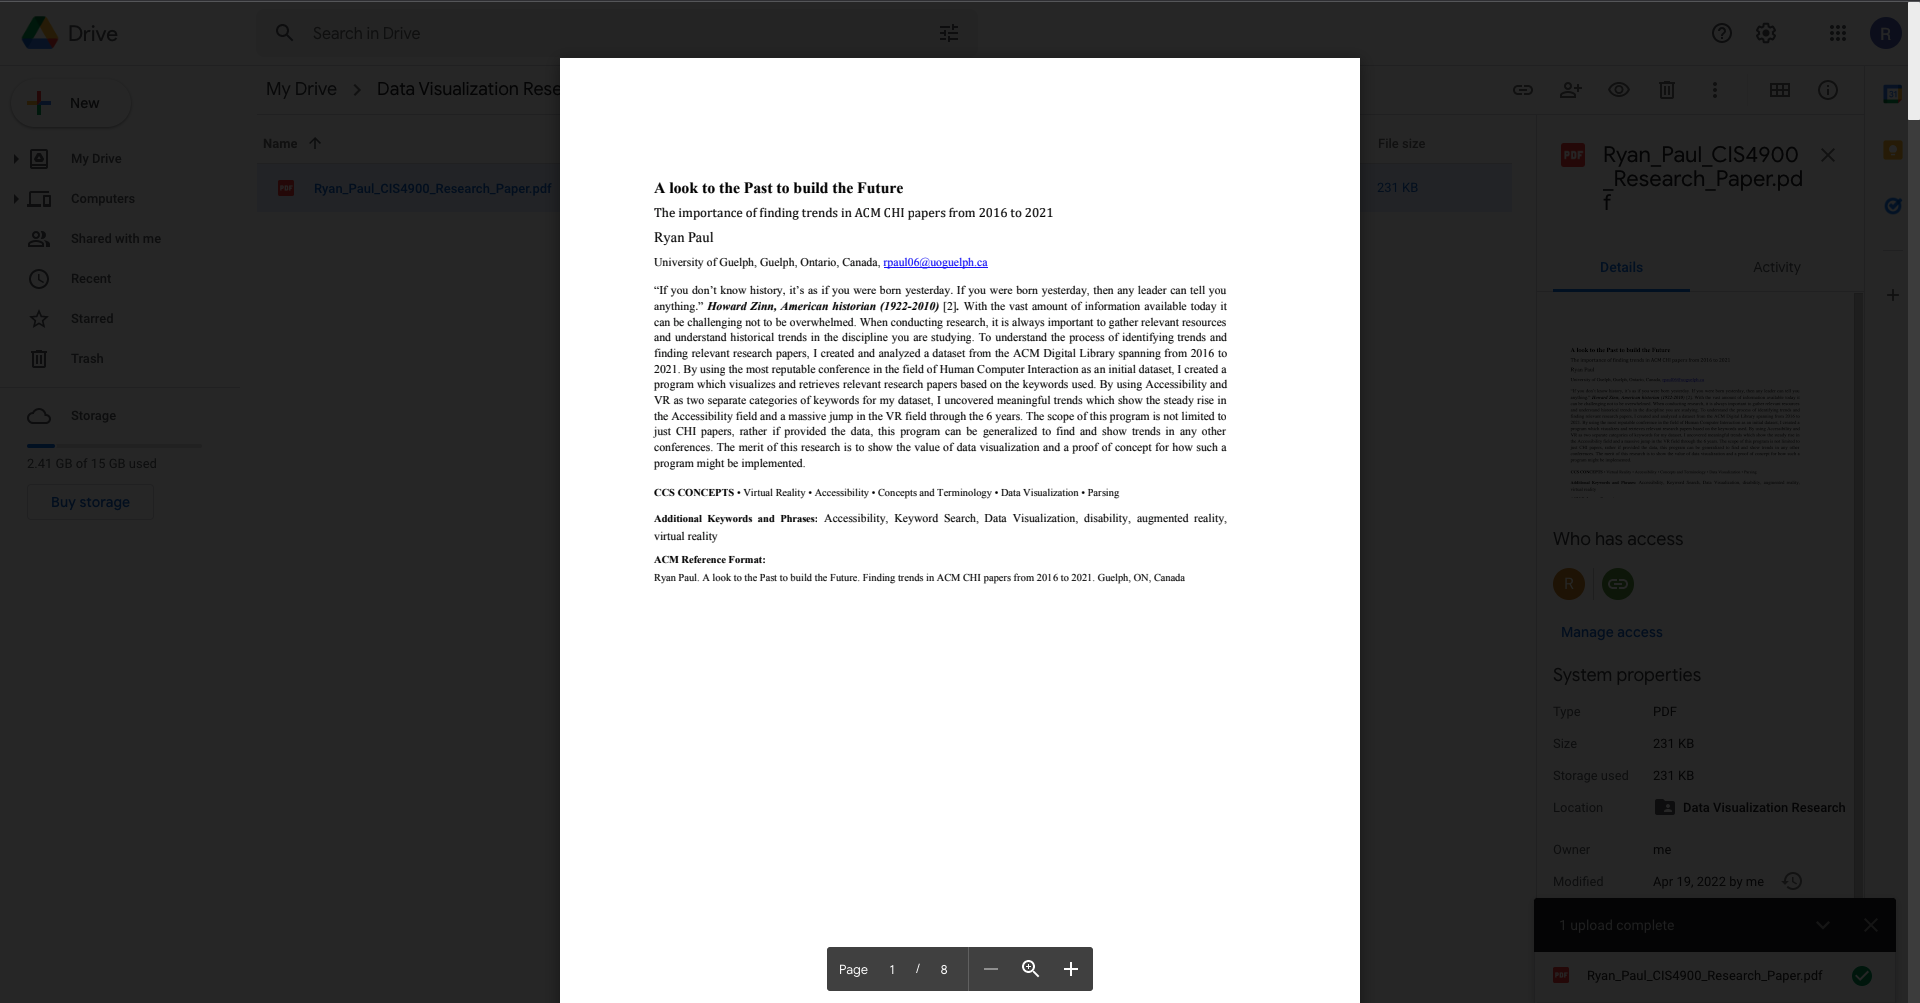 Drive
Search in Drive
R
New
My Drive
Computers
Shared with me
Recent
Starred
Trash
Storage
2.41 GB of 15 GB used
Buy storage
My Drive > Data Visualization Rese
Name
File size
Ryan_Paul_CIS4900_Research_Paper.pdf
231 KB
A look to the Past to build the Future
The importance of finding trends in ACM CHI papers from 2016 to 2021
Ryan Paul
University of Guelph, Guelph, Ontario, Canada, rpaul06@uoguelph.ca
“If you don’t know history, it’s as if you were born yesterday. If you were born yesterday, then any leader can tell you
anything.” Howard Zinn, American historian (1922-2010) [2]. With the vast amount of information available today it
can be challenging not to be overwhelmed. When conducting research, it is always important to gather relevant resources
and understand historical trends in the discipline you are studying. To understand the process of identifying trends and
finding relevant research papers, I created and analyzed a dataset from the ACM Digital Library spanning from 2016 to
2021. By using the most reputable conference in the field of Human Computer Interaction as an initial dataset, I created a
program which visualizes and retrieves relevant research papers based on the keywords used. By using Accessibility and
VR as two separate categories of keywords for my dataset, I uncovered meaningful trends which show the steady rise in
the Accessibility field and a massive jump in the VR field through the 6 years. The scope of this program is not limited to
just CHI papers, rather if provided the data, this program can be generalized to find and show trends in any other
conferences. The merit of this research is to show the value of data visualization and a proof of concept for how such a
program might be implemented.
CCS CONCEPTS • Virtual Reality • Accessibility • Concepts and Terminology • Data Visualization • Parsing
Additional Keywords and Phrases: Accessibility, Keyword Search, Data Visualization, disability, augmented reality,
virtual reality
ACM Reference Format:
Ryan Paul. A look to the Past to build the Future. Finding trends in ACM CHI papers from 2016 to 2021. Guelph, ON, Canada
Page 1 / 8
PDF
Ryan_Paul_CIS4900
_Research_Paper.pd
f
Details
Activity
Who has access
R
Manage access
System properties
Type PDF
Size 231 KB
Storage used 231 KB
Location Data Visualization Research
Owner me
Modified Apr 19, 2022 by me
1 upload complete
Ryan_Paul_CIS4900_Research_Paper.pdf